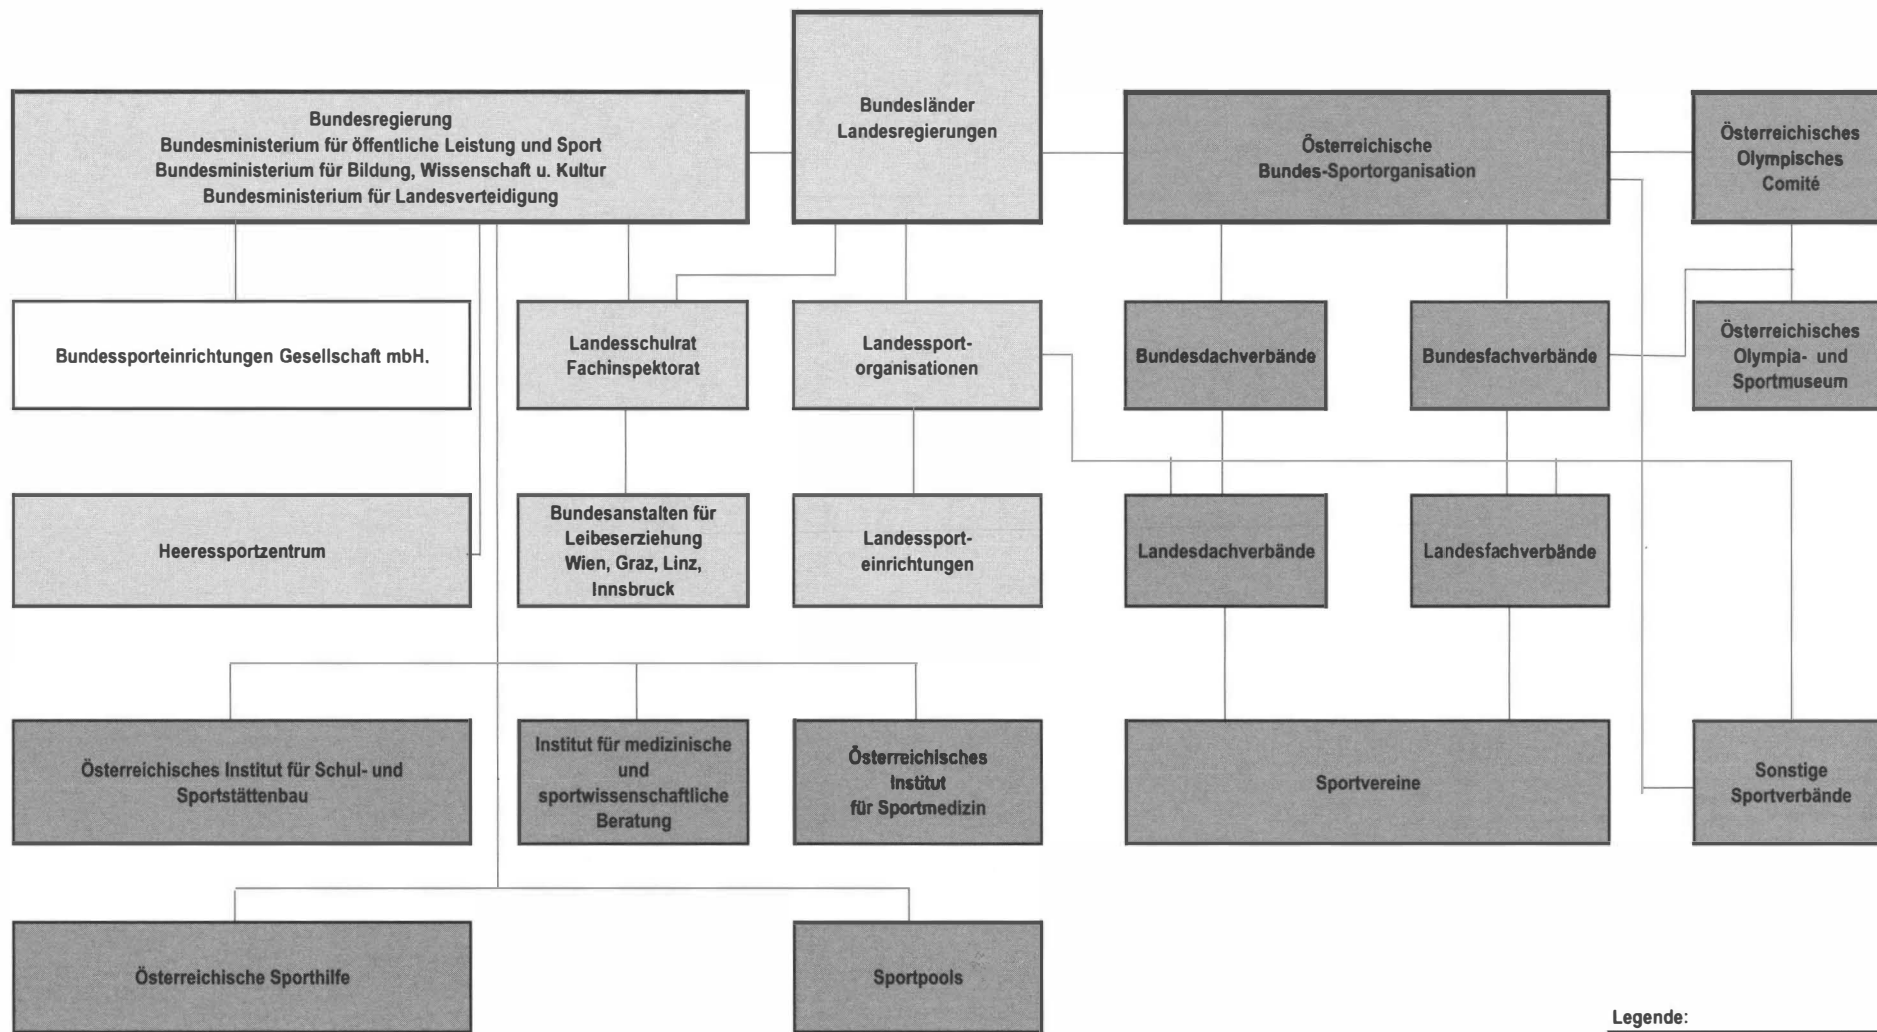 Bundesregierung
Bundesministerium für öffentliche Leistung und Sport
Bundesministerium für Bildung, Wissenschaft u. Kultur
Bundesministerium für Landesverteidigung
Bundesländer
Landesregierungen
Österreichische
Bundes-Sportorganisation
Österreichisches
Olympisches
Comité
Bundessporteinrichtungen Gesellschaft mbH.
Landesschulrat
Fachinspektorat
Landessport-
organisationen
Bundesdachverbände
Bundesfachverbände
Österreichisches
Olympia- und
Sportmuseum
Heeressportzentrum
Bundesanstalten für
Leibeserziehung
Wien, Graz, Linz,
Innsbruck
Landessport-
einrichtungen
Landesdachverbände
Landesfachverbände
Österreichisches Institut für Schul- und
Sportstättenbau
Institut für medizinische
und
sportwissenschaftliche
Beratung
Österreichisches
Institut
für Sportmedizin
Sportvereine
Sonstige
Sportverbände
Österreichische Sporthilfe
Sportpools
Legende: